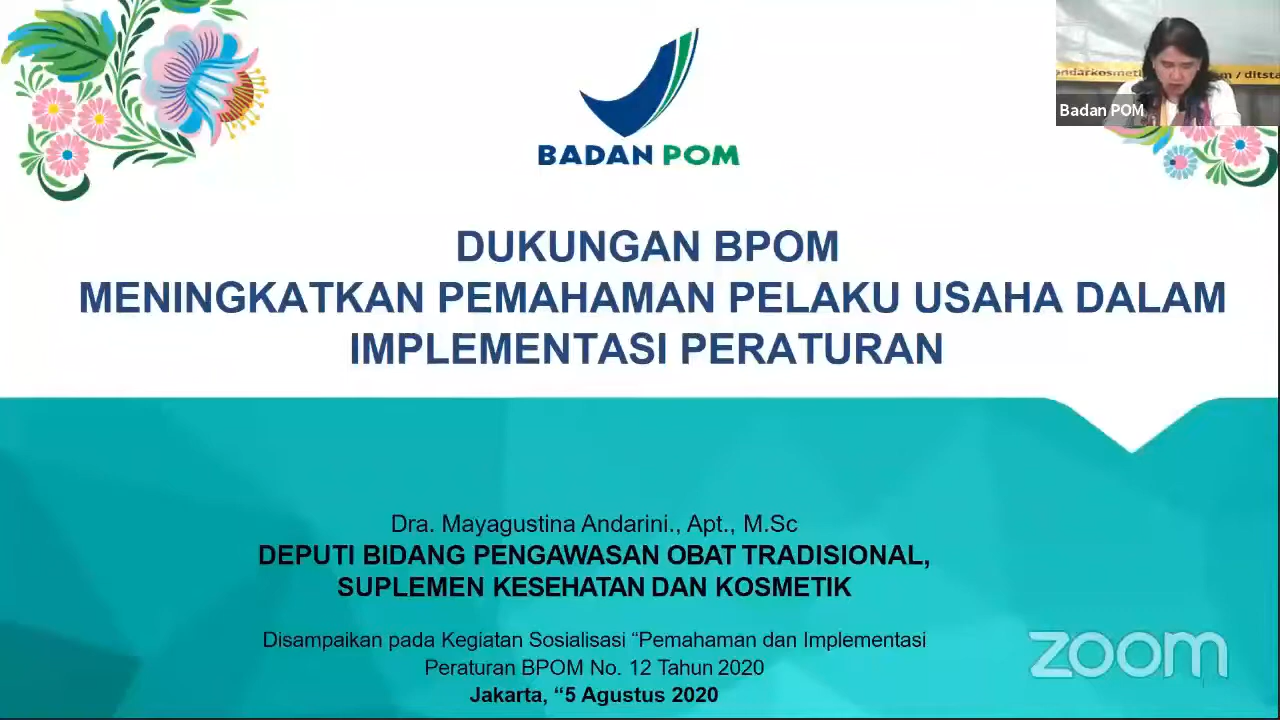 BADAN POM
DUKUNGAN BPOM
MENINGKATKAN PEMAHAMAN PELAKU USAHA DALAM
IMPLEMENTASI PERATURAN
Dra. Mayagustina Andarini., Apt., M.Sc
DEPUTI BIDANG PENGAWASAN OBAT TRADISIONAL,
SUPLEMEN KESEHATAN DAN KOSMETIK
Disampaikan pada Kegiatan Sosialisasi “Pemahaman dan Implementasi
Peraturan BPOM No. 12 Tahun 2020
Jakarta, “5 Agustus 2020
zoom
/ ditsta
Badan POM